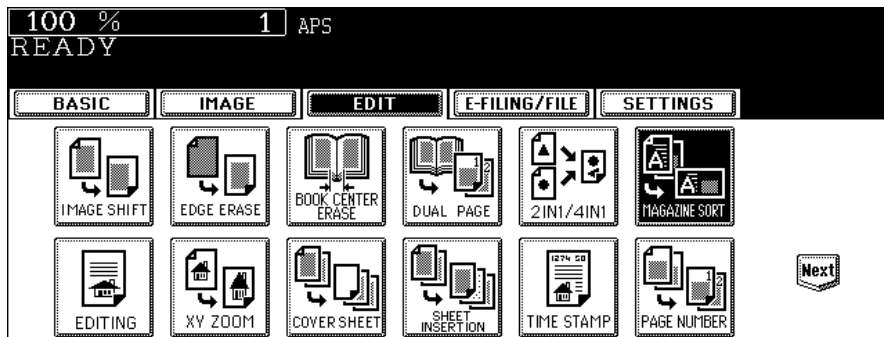 100 % 1 APS
READY
BASIC IMAGE EDIT E-FILING/FILE SETTINGS
IMAGE SHIFT
EDGE ERASE
BOOK CENTER
ERASE
DUAL PAGE
2IN1/4IN1
MAGAZINE SORT
EDITING
XY ZOOM
COVER SHEET
SHEET
INSERTION
TIME STAMP
PAGE NUMBER
Next